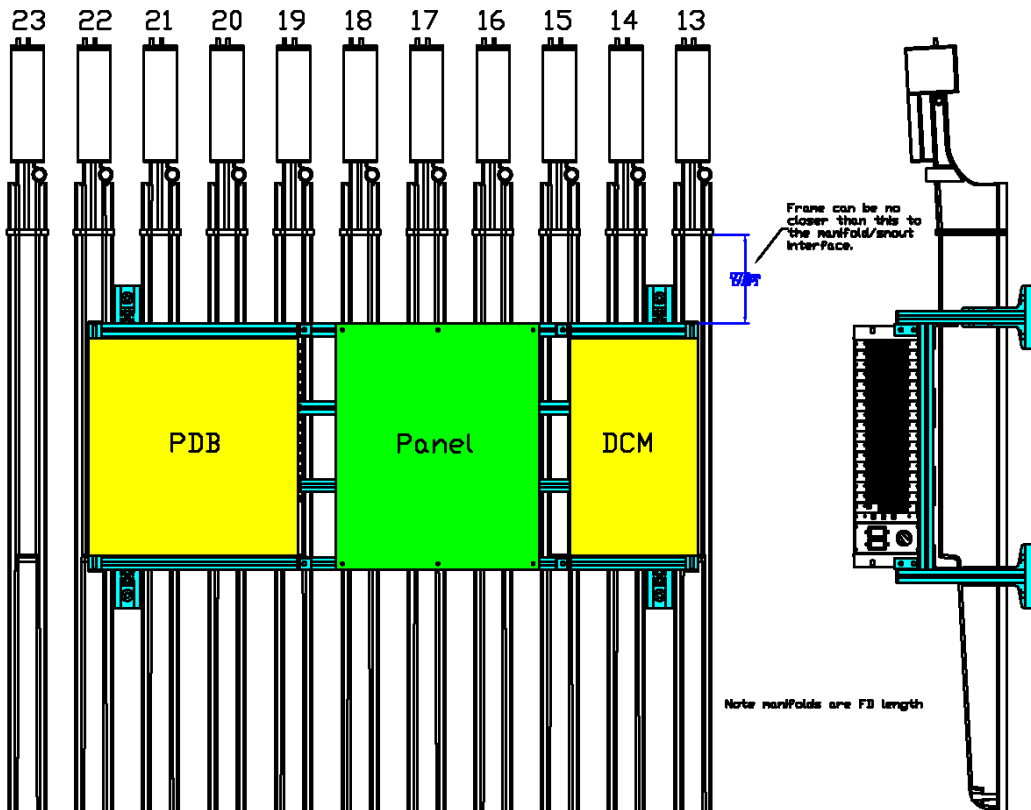 23 22 21 20 19 18 17 16 15 14 13
Frame can be no
closer than this to
the manifold/snout
interface.
PDB
Panel
DCM
Note manifolds are FD length